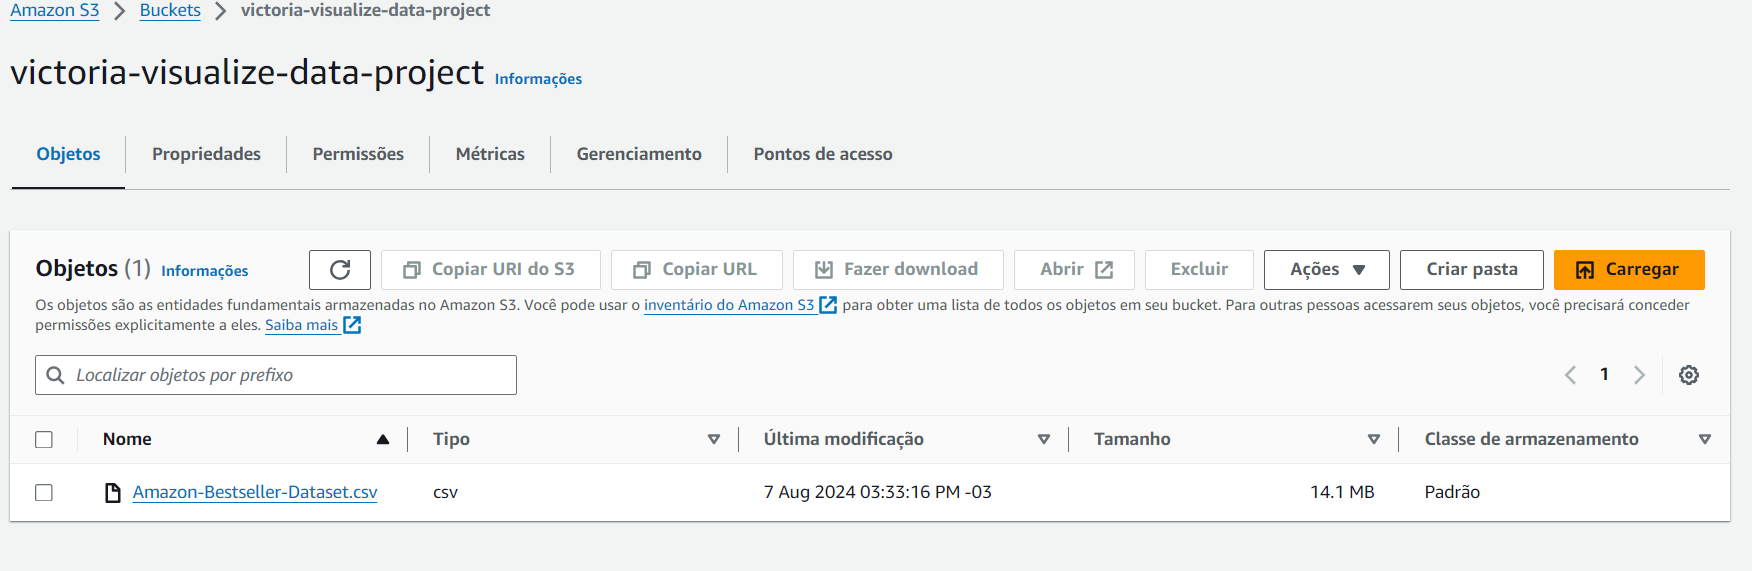 Amazon S3 > Buckets > victoria-visualize-data-project
victoria-visualize-data-project Informações
Objetos Propriedades Permissões Métricas Gerenciamento Pontos de acesso
Objetos (1) Informações Copiar URI do S3 Copiar URL Fazer download Abrir Excluir Ações Criar pasta Carregar
Os objetos são as entidades fundamentais armazenadas no Amazon S3. Você pode usar o inventário do Amazon S3 para obter uma lista de todos os objetos em seu bucket. Para outras pessoas acessarem seus objetos, você precisará conceder
permissões explicitamente a eles. Saiba mais
Localizar objetos por prefixo 1
Nome Tipo Última modificação Tamanho Classe de armazenamento
Amazon-Bestseller-Dataset.csv csv 7 Aug 2024 03:33:16 PM -03 14.1 MB Padrão